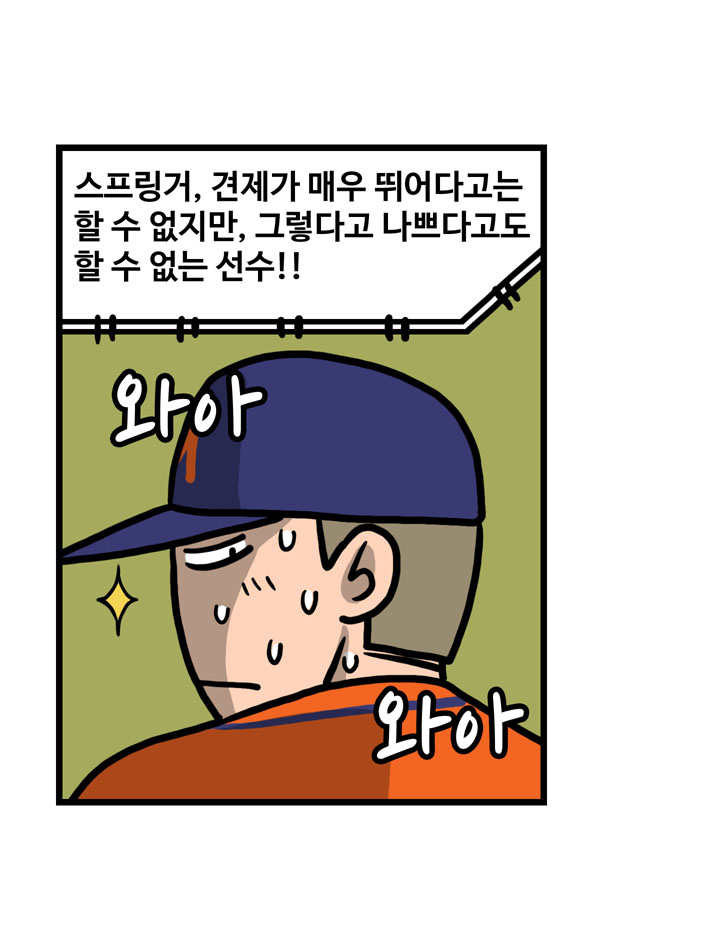 스프링거, 견제가 매우 뛰어다고는
할 수 없지만, 그렇다고 나쁘다고도
할 수 없는 선수!!
와아
와아